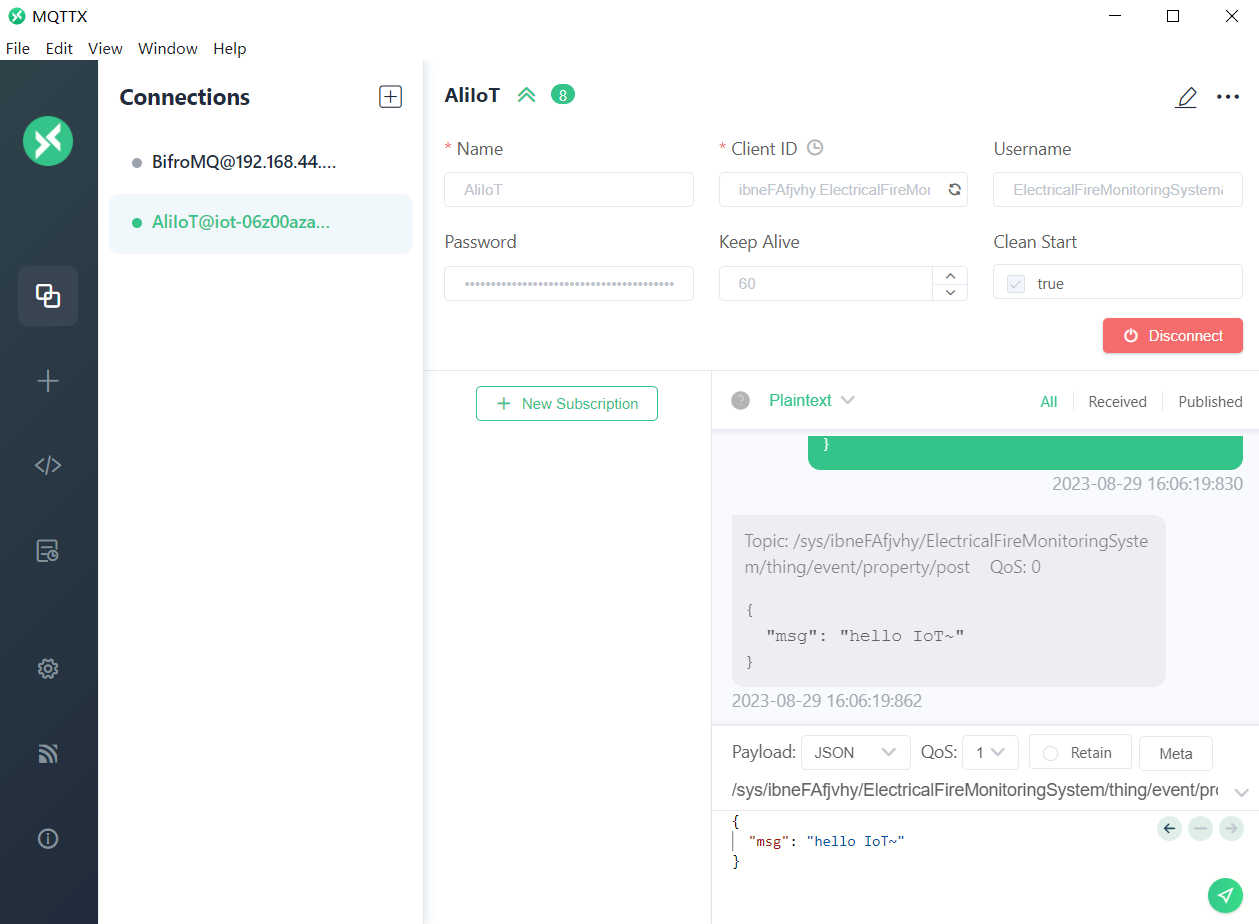 MQTTX
File Edit View Window Help
Connections
BifroMQ@192.168.44....
AliIoT@iot-06z00aza...
AliIoT
8
* Name
* Client ID
Username
AliIoT
ibneFAfjvhy.ElectricalFireMor
ElectricalFireMonitoringSystem&
Password
Keep Alive
Clean Start
60
true
Disconnect
New Subscription
Plaintext
All
Received
Published
}
2023-08-29 16:06:19:830
Topic: /sys/ibneFAfjvhy/ElectricalFireMonitoringSyste
m/thing/event/property/post QoS: 0
{
"msg": "hello IoT~"
}
2023-08-29 16:06:19:862
Payload: JSON QoS: 1 Retain Meta
/sys/ibneFAfjvhy/ElectricalFireMonitoringSystem/thing/event/pro
{
"msg": "hello IoT~"
}